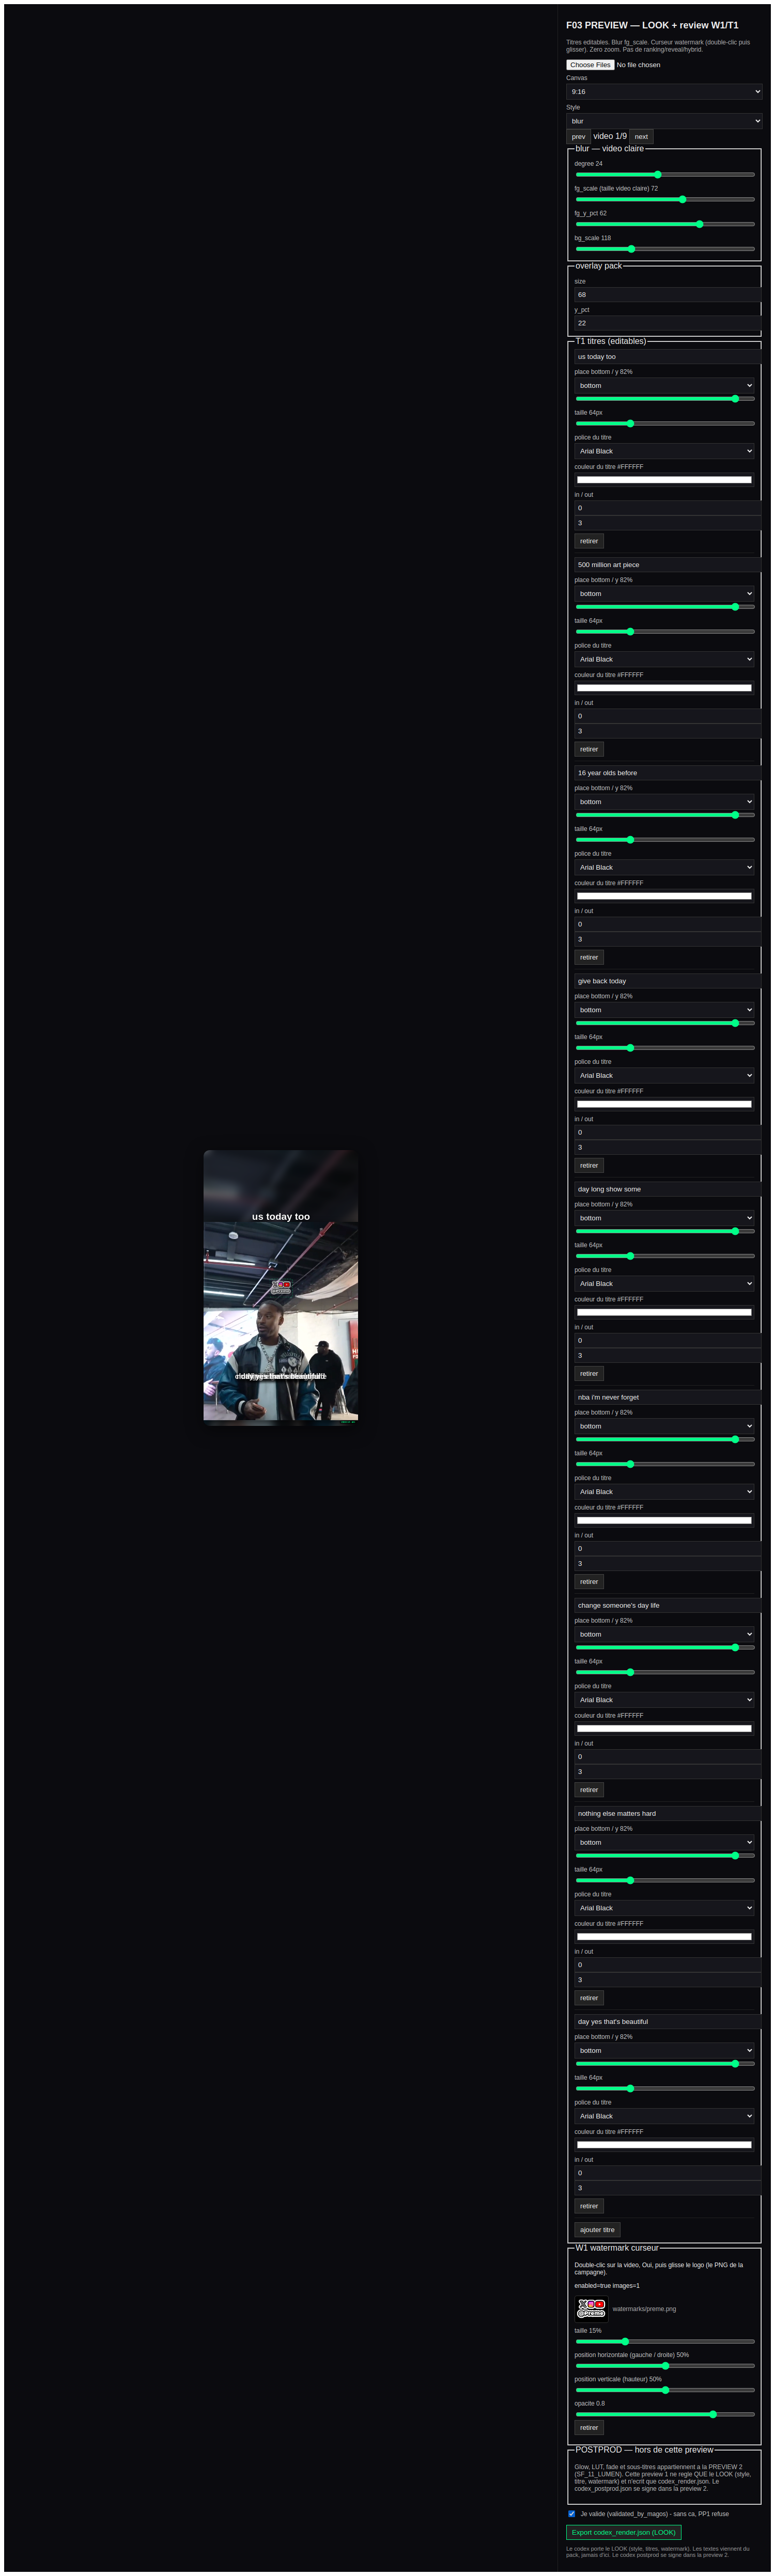 us today too
F03 PREVIEW — LOOK + review W1/T1
Titres editables. Blur fg_scale. Curseur watermark (double-clic puis
glisser). Zero zoom. Pas de ranking/reveal/hybrid.
Choose Files No file chosen
Canvas
9:16
Style
blur
prev video 1/9 next
blur — video claire
degree 24
fg_scale (taille video claire) 72
fg_y_pct 62
bg_scale 118
overlay pack
size
68
y_pct
22
T1 titres (editables)
us today too
place bottom / y 82%
bottom
taille 64px
police du titre
Arial Black
couleur du titre #FFFFFF
in / out
0
3
retirer
500 million art piece
place bottom / y 82%
bottom
taille 64px
police du titre
Arial Black
couleur du titre #FFFFFF
in / out
0
3
retirer
16 year olds before
place bottom / y 82%
bottom
taille 64px
police du titre
Arial Black
couleur du titre #FFFFFF
in / out
0
3
retirer
give back today
place bottom / y 82%
bottom
taille 64px
police du titre
Arial Black
couleur du titre #FFFFFF
in / out
0
3
retirer
day long show some
place bottom / y 82%
bottom
taille 64px
police du titre
Arial Black
couleur du titre #FFFFFF
in / out
0
3
retirer
nba i'm never forget
place bottom / y 82%
bottom
taille 64px
police du titre
Arial Black
couleur du titre #FFFFFF
in / out
0
3
retirer
change someone's day life
place bottom / y 82%
bottom
taille 64px
police du titre
Arial Black
couleur du titre #FFFFFF
in / out
0
3
retirer
nothing else matters hard
place bottom / y 82%
bottom
taille 64px
police du titre
Arial Black
couleur du titre #FFFFFF
in / out
0
3
retirer
day yes that's beautiful
place bottom / y 82%
bottom
taille 64px
police du titre
Arial Black
couleur du titre #FFFFFF
in / out
0
3
retirer
ajouter titre
W1 watermark curseur
Double-clic sur la video, Oui, puis glisse le logo (le PNG de la
campagne).
enabled=true images=1
@Preme watermarks/preme.png
taille 15%
position horizontale (gauche / droite) 50%
position verticale (hauteur) 50%
opacite 0.8
retirer
POSTPROD — hors de cette preview
Glow, LUT, fade et sous-titres appartiennent a la PREVIEW 2
(SF_11_LUMEN). Cette preview 1 ne regle QUE le LOOK (style,
titre, watermark) et n'ecrit que codex_render.json. Le
codex_postprod.json se signe dans la preview 2.
Je valide (validated_by_magos) - sans ca, PP1 refuse
Export codex_render.json (LOOK)
Le codex porte le LOOK (style, titres, watermark). Les textes viennent du
pack, jamais d'ici. Le codex postprod se signe dans la preview 2.